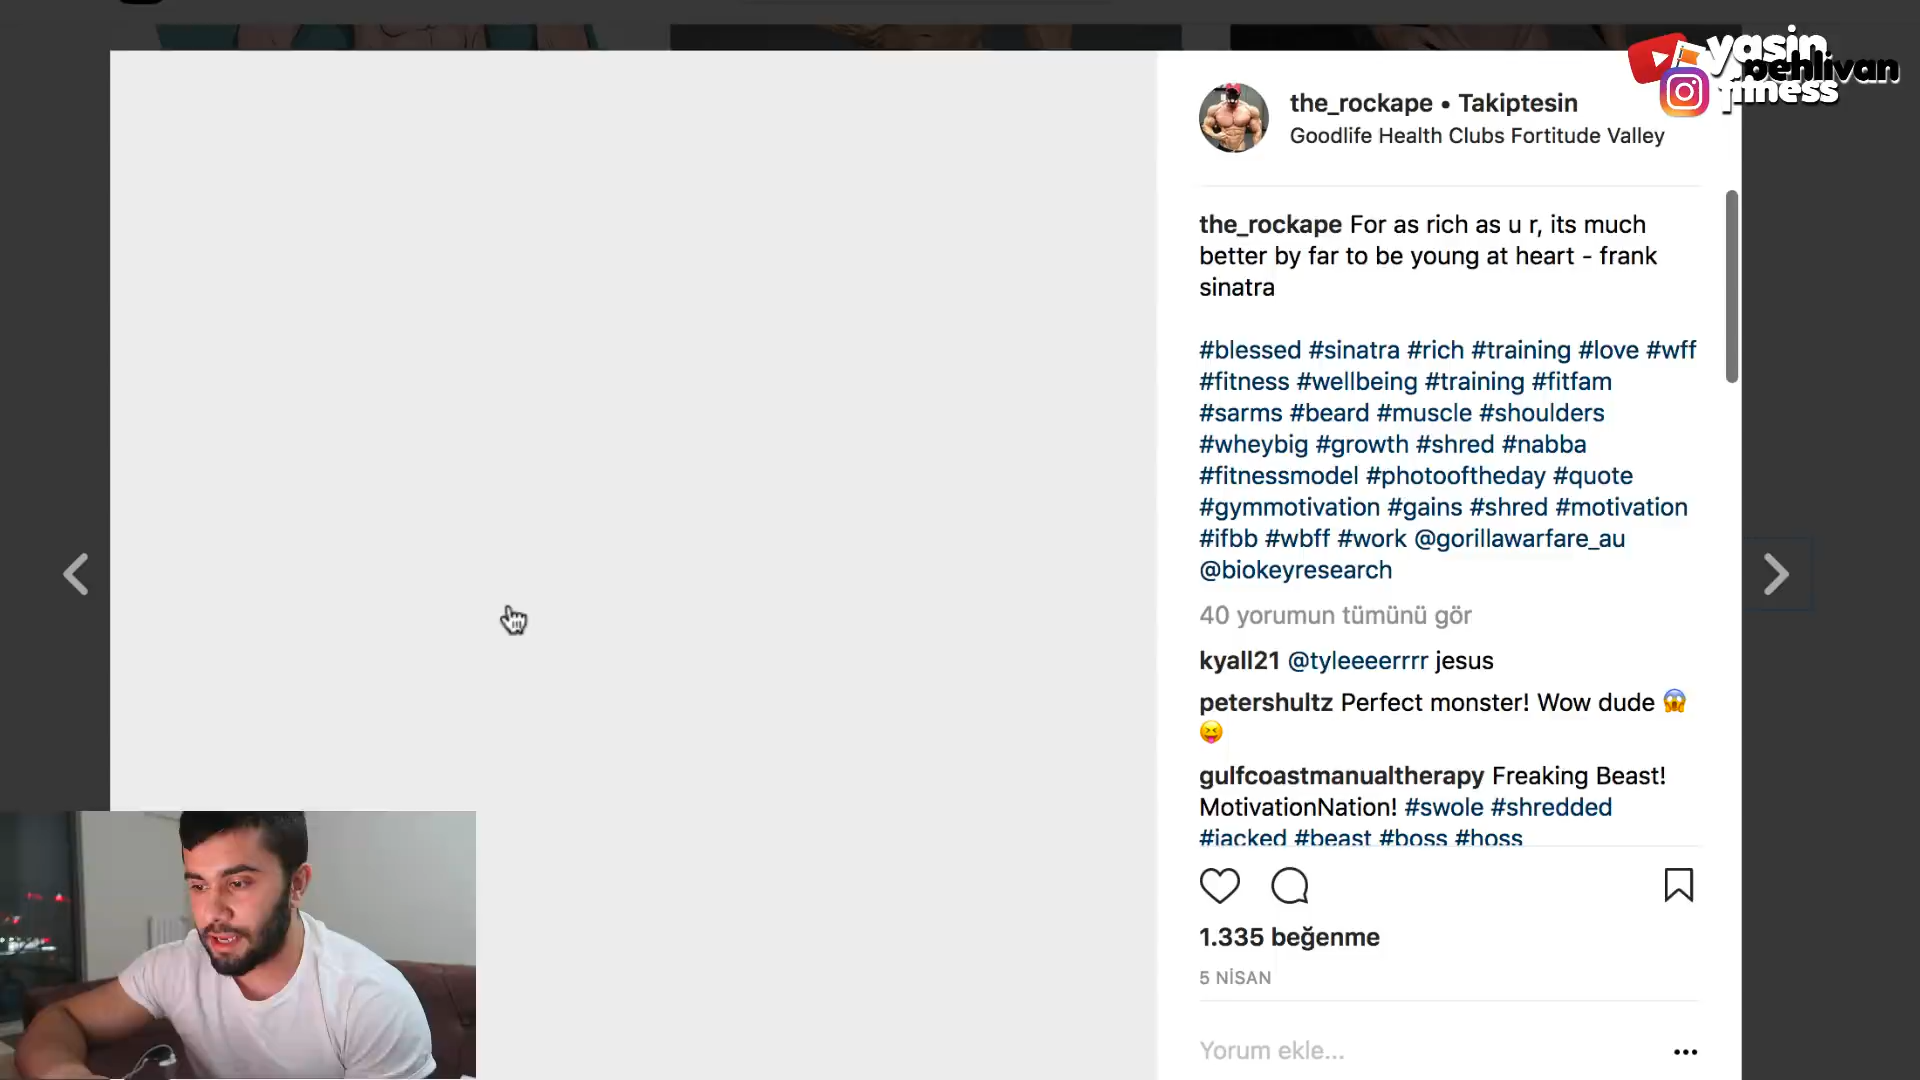 yasin
pehlivan
fitness
the_rockape • Takiptesin
Goodlife Health Clubs Fortitude Valley
the_rockape For as rich as u r, its much
better by far to be young at heart - frank
sinatra
#blessed #sinatra #rich #training #love #wff
#fitness #wellbeing #training #fitfam
#sarms #beard #muscle #shoulders
#wheybig #growth #shred #nabba
#fitnessmodel #photooftheday #quote
#gymmotivation #gains #shred #motivation
#ifbb #wbff #work @gorillawarfare_au
@biokeyresearch
40 yorumun tümünü gör
kyall21 @tyleeeerrrr jesus
petershultz Perfect monster! Wow dude 😱
😝
gulfcoastmanualtherapy Freaking Beast!
MotivationNation! #swole #shredded
#jacked #beast #boss #hoss
1.335 beğenme
5 NİSAN
Yorum ekle...